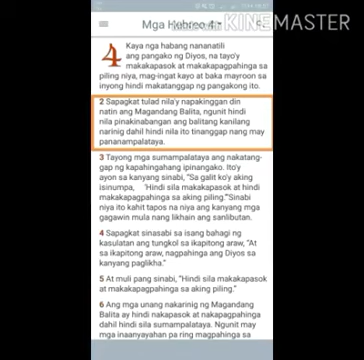 Mga Hebreo 4
KINEMASTER
4 Kaya nga habang nananatili
ang pangako ng Diyos, na tayo'y
makakapasok at makakapagpahinga sa
piling niya, mag-ingat kayo at baka mayroon sa
inyong hindi makatanggap ng pangakong ito.
2 Sapagkat tulad nila'y napakinggan din
natin ang Magandang Balita, ngunit hindi
nila pinakinabangan ang balitang kanilang
narinig dahil hindi nila ito tinanggap nang may
pananampalataya.
3 Tayong mga sumampalataya ang nakatang-
gap ng kapahingahang ipinangako. Ito'y
ayon sa kanyang sinabi, "Sa galit ko'y aking
isinumpa, 'Hindi sila makakapasok at hindi
makakapagpahinga sa aking piling.'" Sinabi
niya ito kahit tapos na niya ang kanyang mga
gagawin mula nang likhain ang sanlibutan.
4 Sapagkat sinasabi sa isang bahagi ng
kasulatan ang tungkol sa ikapitong araw, "At
sa ikapitong araw, nagpahinga ang Diyos sa
kanyang paglikha."
5 At muli pang sinabi, "Hindi sila makakapasok
at makakapagpahinga sa aking piling."
6 Ang mga unang nakarinig ng Magandang
Balita ay hindi nakapasok at nakapagpahinga
dahil hindi sila sumampalataya. Ngunit may
mga inaanyayahan pa ring magpahinga sa